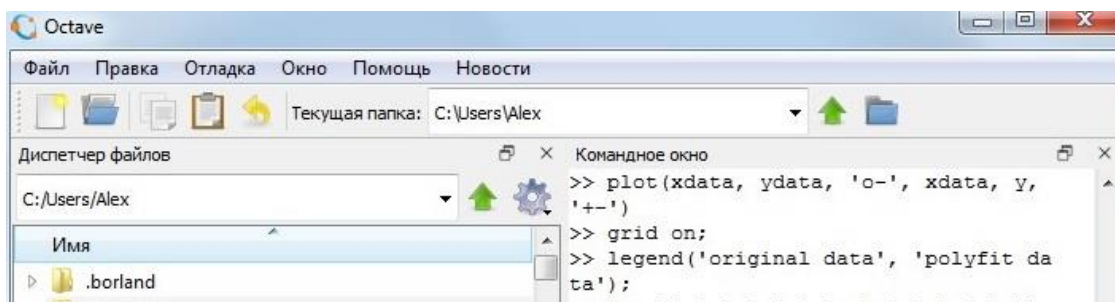 Octave
Файл Правка Отладка Окно Помощь Новости
Текущая папка: C:\Users\Alex
Диспетчер файлов
C:/Users/Alex
Имя
.borland
Командное окно
>> plot(xdata, ydata, 'o-', xdata, y,
'+-')
>> grid on;
>> legend('original data', 'polyfit da
ta');